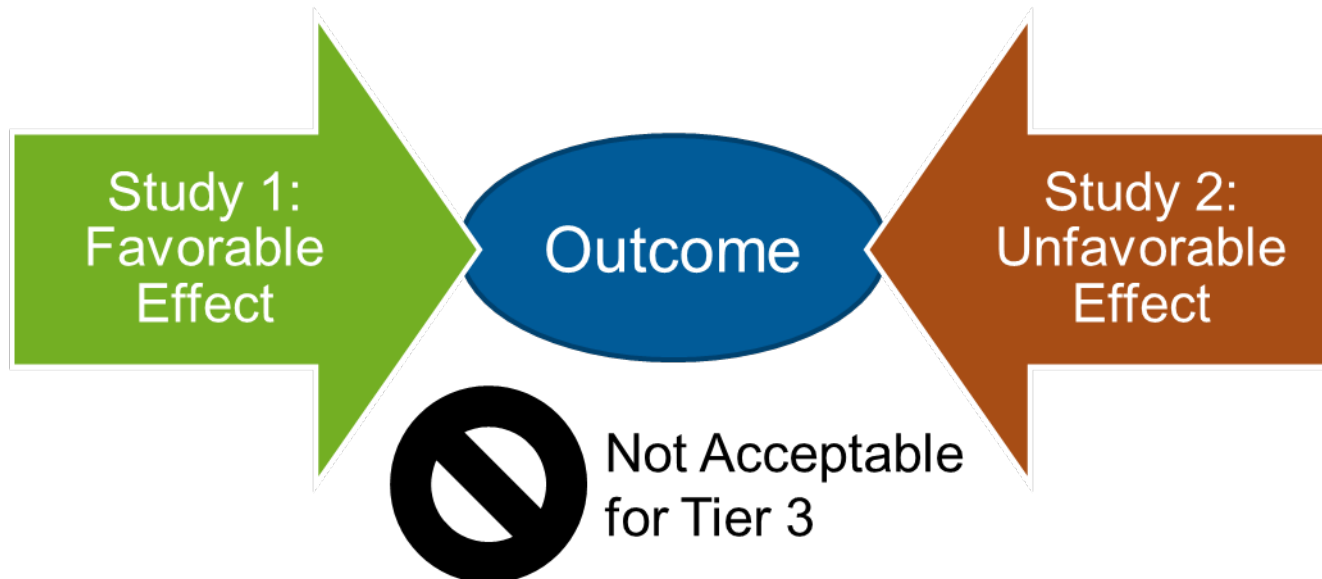 Study 1:
Favorable
Effect
Outcome
Study 2:
Unfavorable
Effect
Not Acceptable
for Tier 3